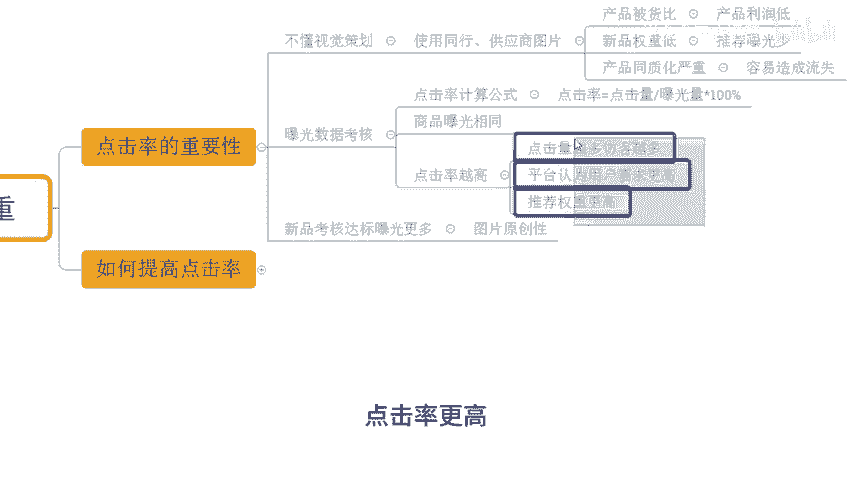 产品被货比 产品利润低
不懂视觉策划 使用同行、供应商图片 新品权重低 推荐曝光少
产品同质化严重 容易造成流失
点击率计算公式 点击率=点击量/曝光量*100%
曝光数据考核 商品曝光相同
点击率的重要性
点击量
点击率越高 平台认
推荐权重更高
重
新品考核达标曝光更多 图片原创性
如何提高点击率
点击率更高